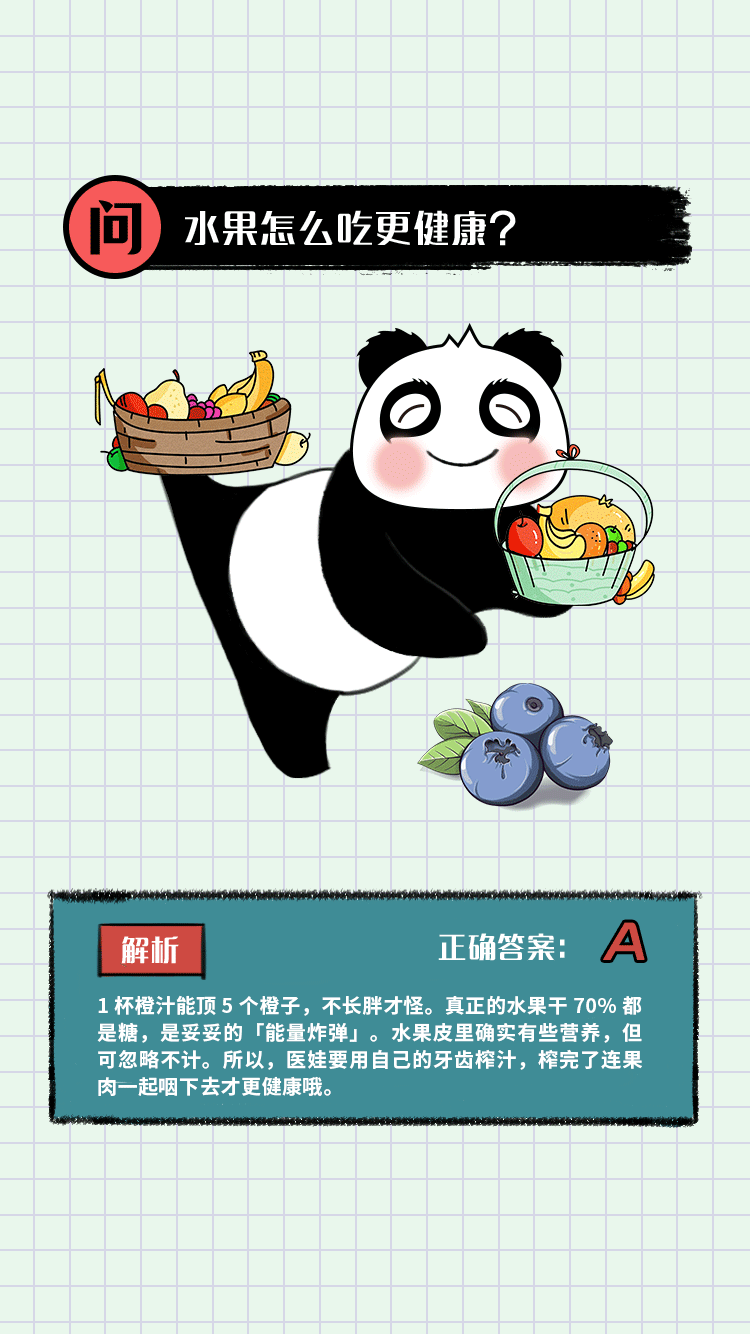 问 水果怎么吃更健康?
解析 正确答案: A
1 杯橙汁能顶 5 个橙子，不长胖才怪。真正的水果干 70% 都
是糖，是妥妥的「能量炸弹」。水果皮里确实有些营养，但
可忽略不计。所以，医娃要用自己的牙齿榨汁，榨完了连果
肉一起咽下去才更健康哦。